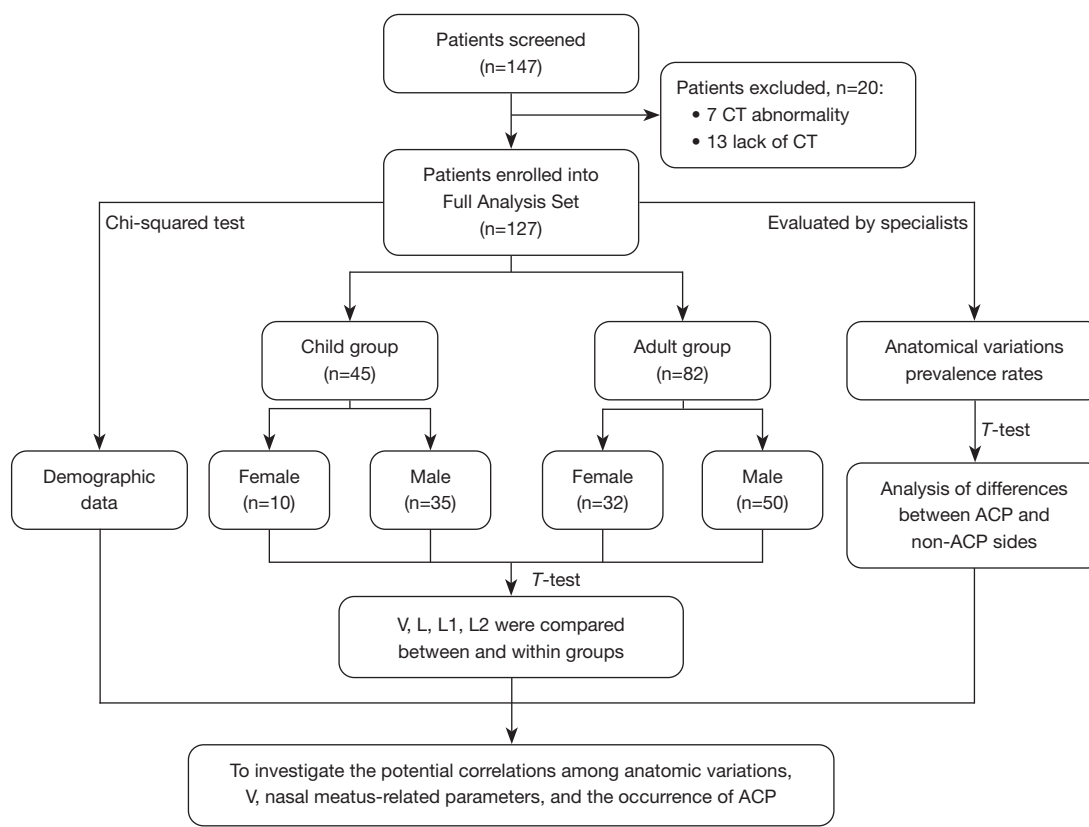 Patients screened
(n=147)
Patients excluded, n=20:
• 7 CT abnormality
• 13 lack of CT
Patients enrolled into
Full Analysis Set
(n=127)
Chi-squared test
Evaluated by specialists
Child group
(n=45)
Adult group
(n=82)
Anatomical variations
prevalence rates
T-test
Demographic
data
Female
(n=10)
Male
(n=35)
Female
(n=32)
Male
(n=50)
Analysis of differences
between ACP and
non-ACP sides
T-test
V, L, L1, L2 were compared
between and within groups
To investigate the potential correlations among anatomic variations,
V, nasal meatus-related parameters, and the occurrence of ACP